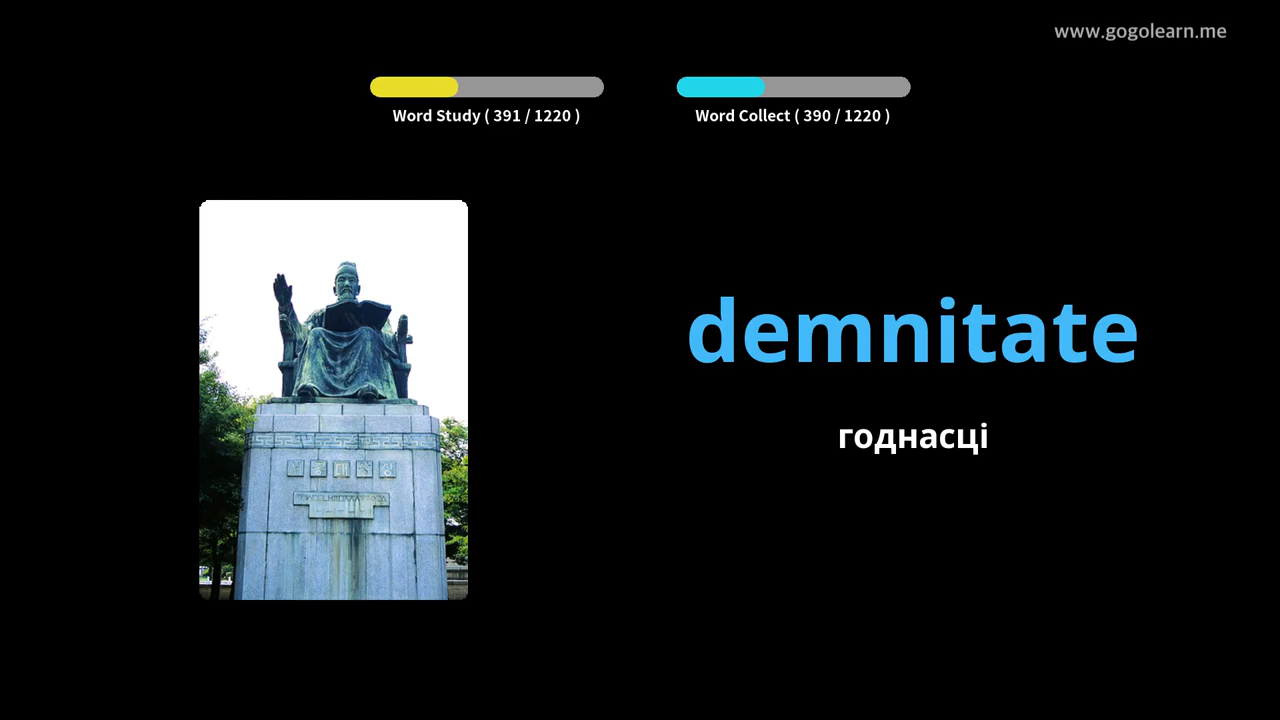 www.gogolearn.me
Word Study ( 391 / 1220 )
Word Collect ( 390 / 1220 )
demnitate
годнасці